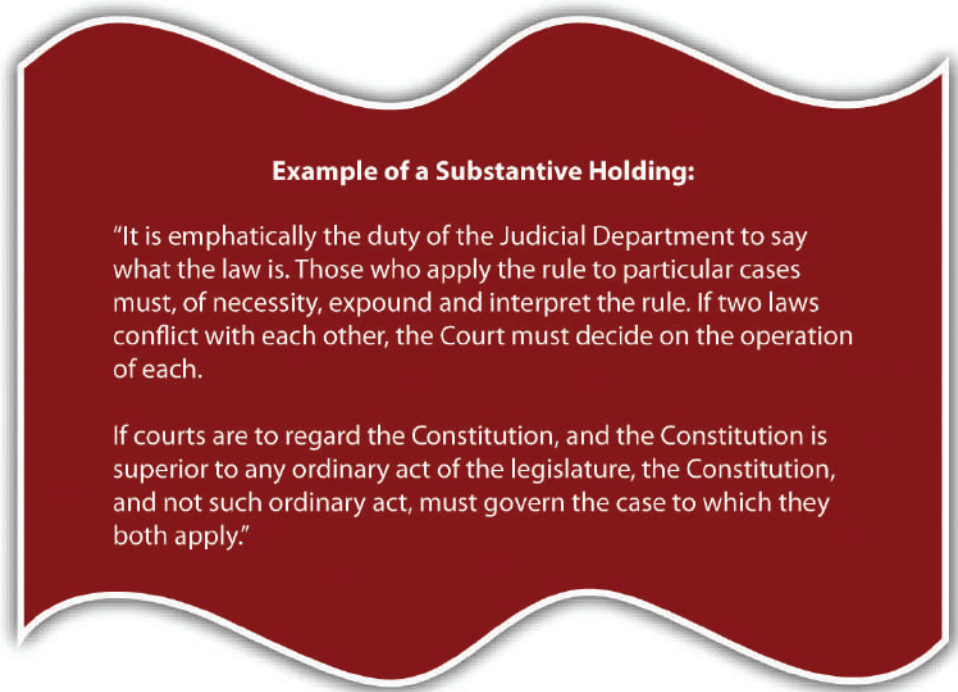 Example of a Substantive Holding:
“It is emphatically the duty of the Judicial Department to say
what the law is. Those who apply the rule to particular cases
must, of necessity, expound and interpret the rule. If two laws
conflict with each other, the Court must decide on the operation
of each.
If courts are to regard the Constitution, and the Constitution is
superior to any ordinary act of the legislature, the Constitution,
and not such ordinary act, must govern the case to which they
both apply.”